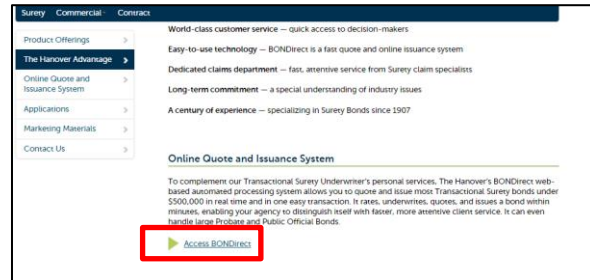 Surety Commercial Contract
Product Offerings
The Hanover Advantage
Online Quote and
Issuance System
Applications
Marketing Materials
Contact Us
World-class customer service — quick access to decision-makers
Easy-to-use technology — BONDirect is a fast quote and online issuance system
Dedicated claims department — fast, attentive service from Surety claim specialists
Long-term commitment — a special understanding of industry issues
A century of experience — specializing in Surety Bonds since 1907
Online Quote and Issuance System
To complement our Transactional Surety Underwriter's personal services, The Hanover's BONDirect web-
based automated processing system allows you to quote and issue most Transactional Surety bonds under
$500,000 in real time and in one easy transaction. It rates, underwrites, quotes, and issues a bond within
minutes, enabling your agency to distinguish itself with faster, more attentive client service. It can even
handle large Probate and Public Official Bonds.
Access BONDirect